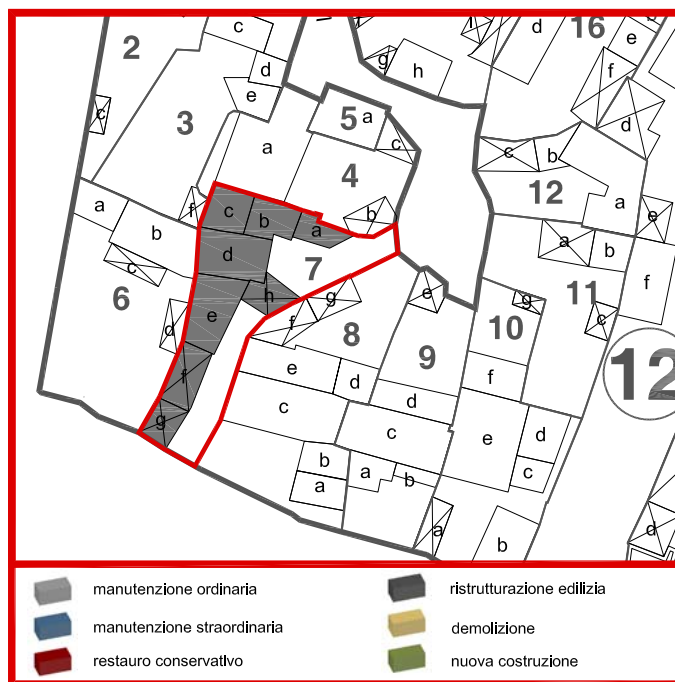 c
d
16
e
b
2
d
g
h
f
e
5
a
c
d
3
a
c
4
c
b
12
f
b
a
e
a
c
b
a
a
b
f
b
d
7
c
h
g
e
g
11
6
d
e
f
8
10
c
12
9
f
e
d
f
d
c
c
e
d
g
b
a
b
c
a
a
b
d
manutenzione ordinaria
ristrutturazione edilizia
manutenzione straordinaria
demolizione
restauro conservativo
nuova costruzione